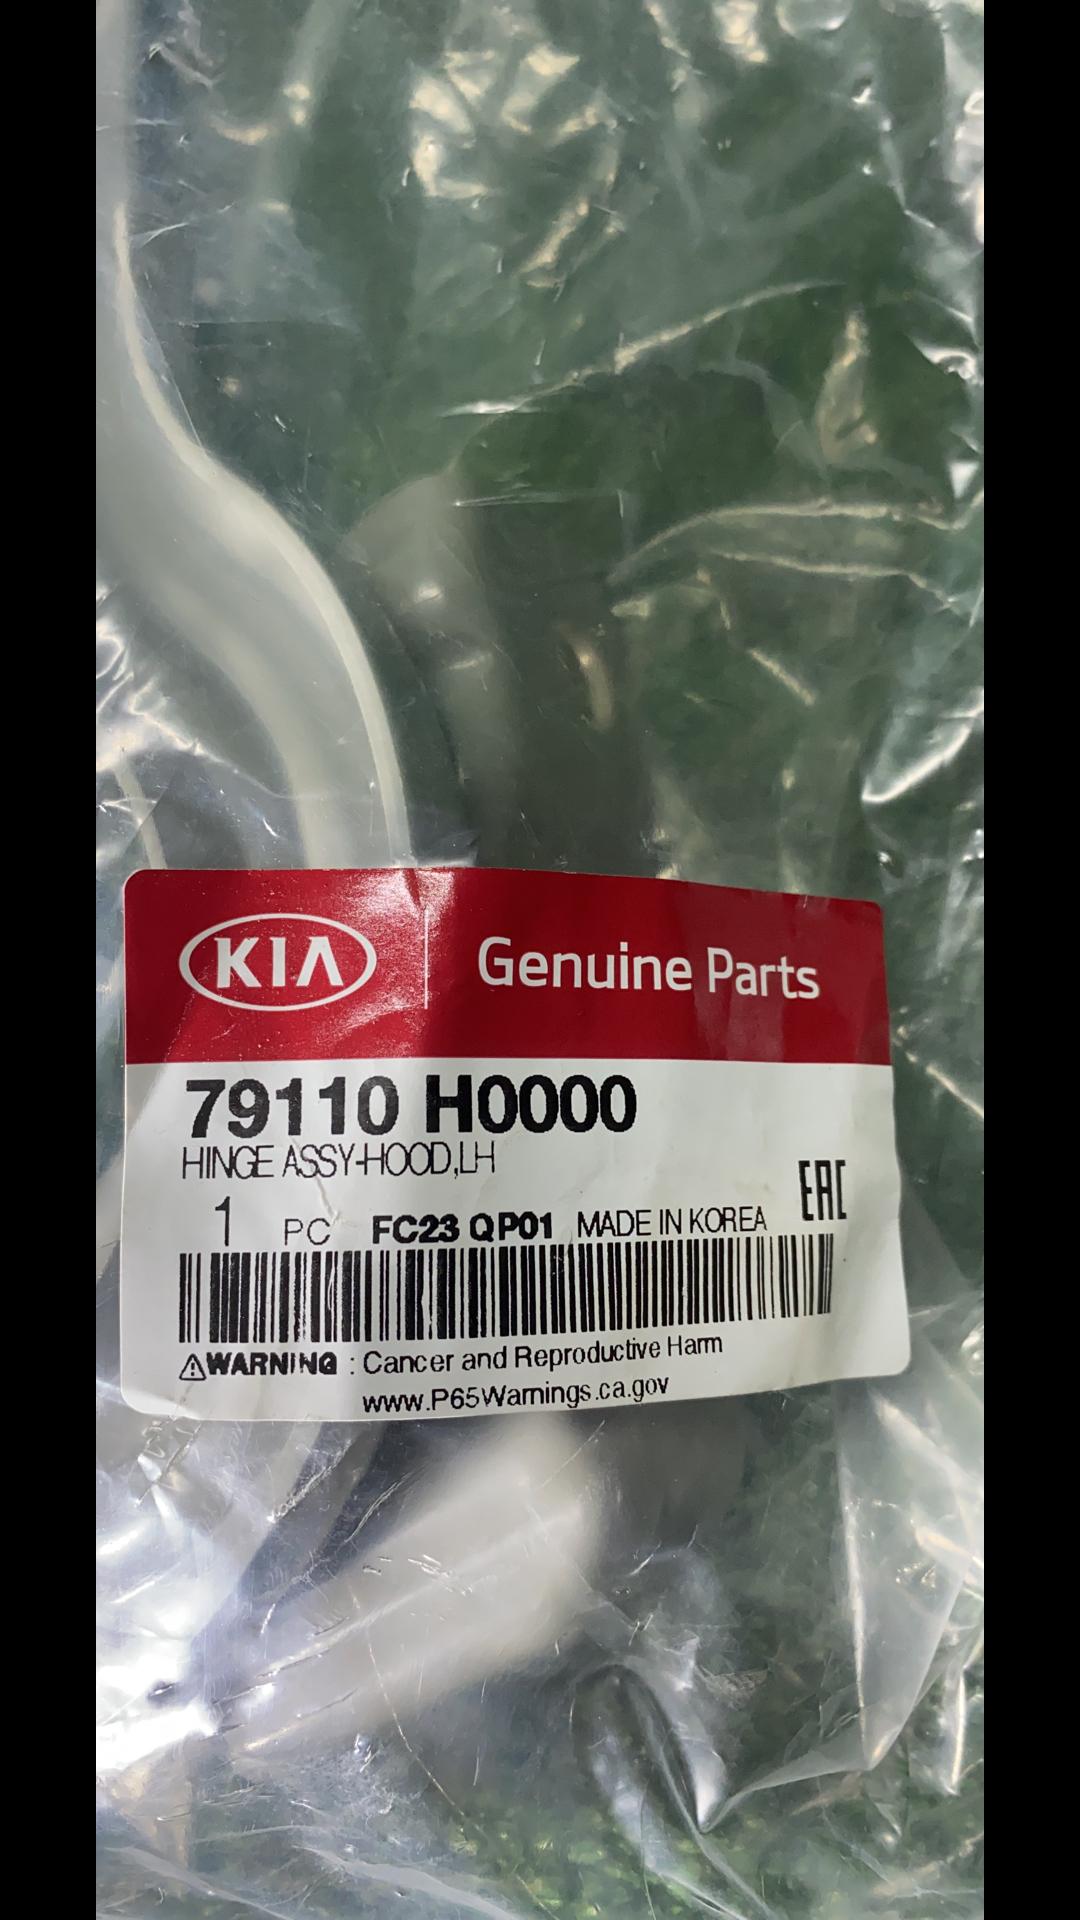 KIA Genuine Parts
79110 H0000
HINGE ASSY-HOOD,LH
EAC
1 PC FC23 QP01 MADE IN KOREA
⚠WARNING : Cancer and Reproductive Harm
www.P65Warnings.ca.gov